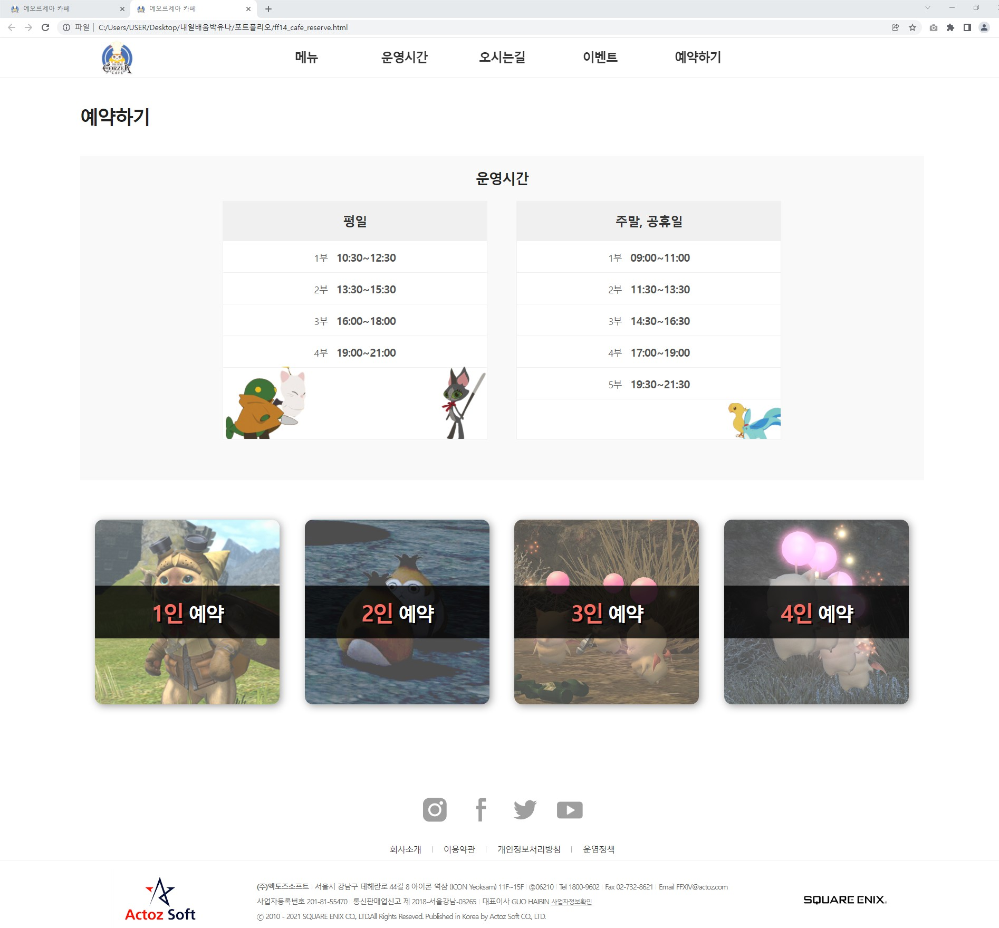 에오르제아 카페
에오르제아 카페
파일 | C:/Users/USER/Desktop/내일배움박유나/포트폴리오/ff14_cafe_reserve.html
EORZEA
CAFE
메뉴 운영시간 오시는길 이벤트 예약하기
예약하기
운영시간
평일
1부 10:30~12:30
2부 13:30~15:30
3부 16:00~18:00
4부 19:00~21:00
주말, 공휴일
1부 09:00~11:00
2부 11:30~13:30
3부 14:30~16:30
4부 17:00~19:00
5부 19:30~21:30
1인 예약
2인 예약
3인 예약
4인 예약
회사소개 | 이용약관 | 개인정보처리방침 | 운영정책
Actoz Soft
(주)액토즈소프트 | 서울시 강남구 테헤란로 44길 8 아이콘 역삼 (ICON Yeoksam) 11F~15F | ㉾06210 | Tel 1800-9602 | Fax 02-732-8621 | Email FFXIV@actoz.com
사업자등록번호 201-81-55470 | 통신판매업신고 제 2018-서울강남-03265 | 대표이사 GUO HAIBIN 사업자정보확인
ⓒ 2010 - 2021 SQUARE ENIX CO., LTD.All Rights Reseved. Published in Korea by Actoz Soft CO., LTD.
SQUARE ENIX.